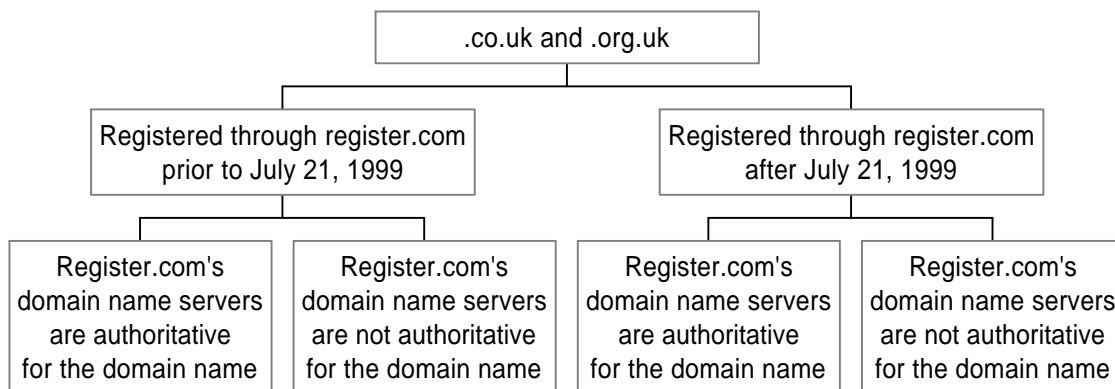 .co.uk and .org.uk
Registered through register.com
prior to July 21, 1999
Registered through register.com
after July 21, 1999
Register.com's
domain name servers
are authoritative
for the domain name
Register.com's
domain name servers
are not authoritative
for the domain name
Register.com's
domain name servers
are authoritative
for the domain name
Register.com's
domain name servers
are not authoritative
for the domain name